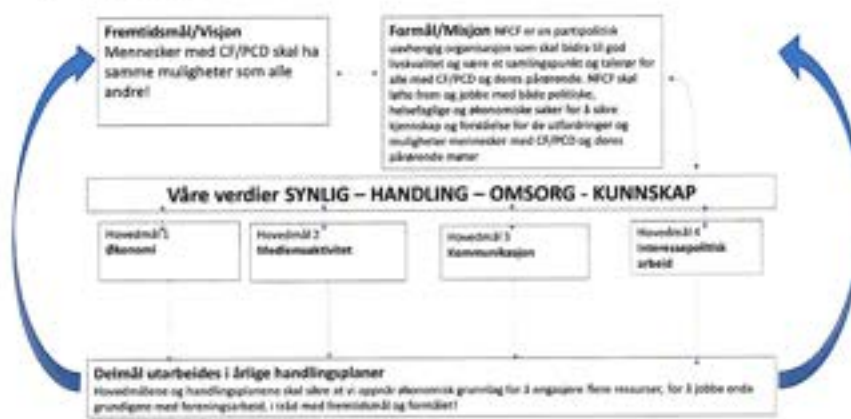 Fremtidsmål/Visjon
Mennesker med CF/PCD skal ha
samme muligheter som alle
andre!
Formål/Misjon NFCF er en partipolitisk
uavhengig organisasjon som skal bidra til god
livskvalitet og være et samlingspunkt og talerør for
alle med CF/PCD og deres pårørende. NFCF skal
løfte frem og jobbe med både politiske,
helsefaglige og økonomiske saker for å sikre
kjennskap og forståelse for de utfordringer og
muligheter mennesker med CF/PCD og deres
pårørende møter
Våre verdier SYNLIG – HANDLING – OMSORG - KUNNSKAP
Hovedmål 1
Økonomi
Hovedmål 2
Medlemsaktivitet
Hovedmål 3
Kommunikasjon
Hovedmål 4
Interessepolitisk
arbeid
Delmål utarbeides i årlige handlingsplaner
Hovedmålene og handlingsplanene skal sikre at vi oppnår økonomisk grunnlag for å engasjere flere ressurser, for å jobbe enda
grundigere med foreningsarbeid, i tråd med fremtidsmål og formålet!